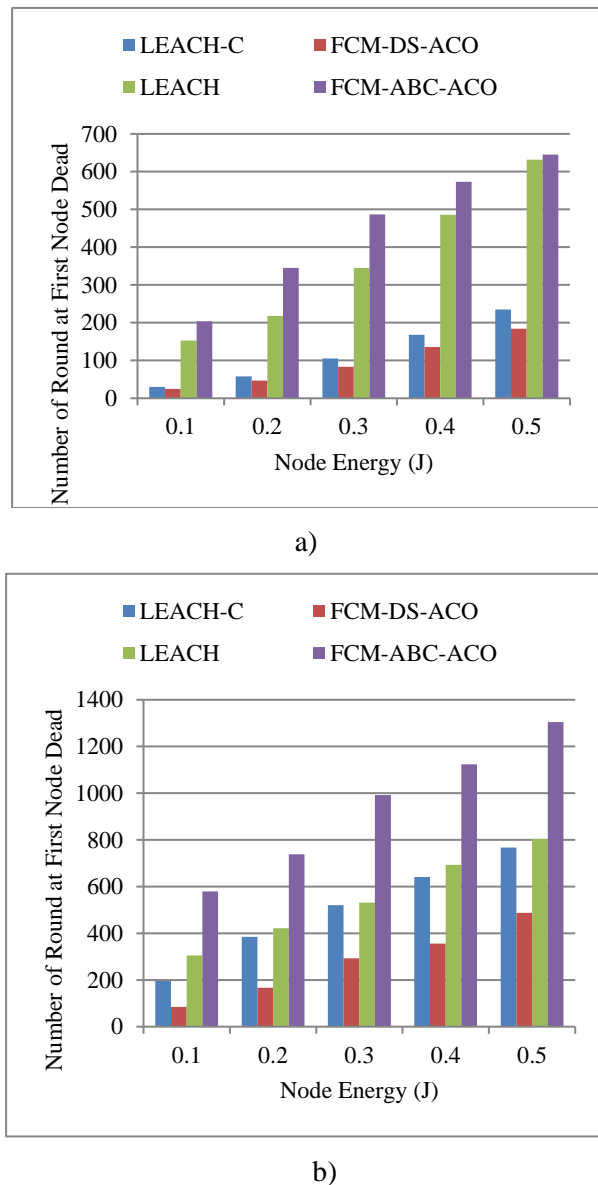 LEACH-C FCM-DS-ACO
LEACH FCM-ABC-ACO
Number of Round at First Node Dead
700
600
500
400
300
200
100
0
0.1 0.2 0.3 0.4 0.5
Node Energy (J)
a)
LEACH-C FCM-DS-ACO
LEACH FCM-ABC-ACO
Number of Round at First Node Dead
1400
1200
1000
800
600
400
200
0
0.1 0.2 0.3 0.4 0.5
Node Energy (J)
b)